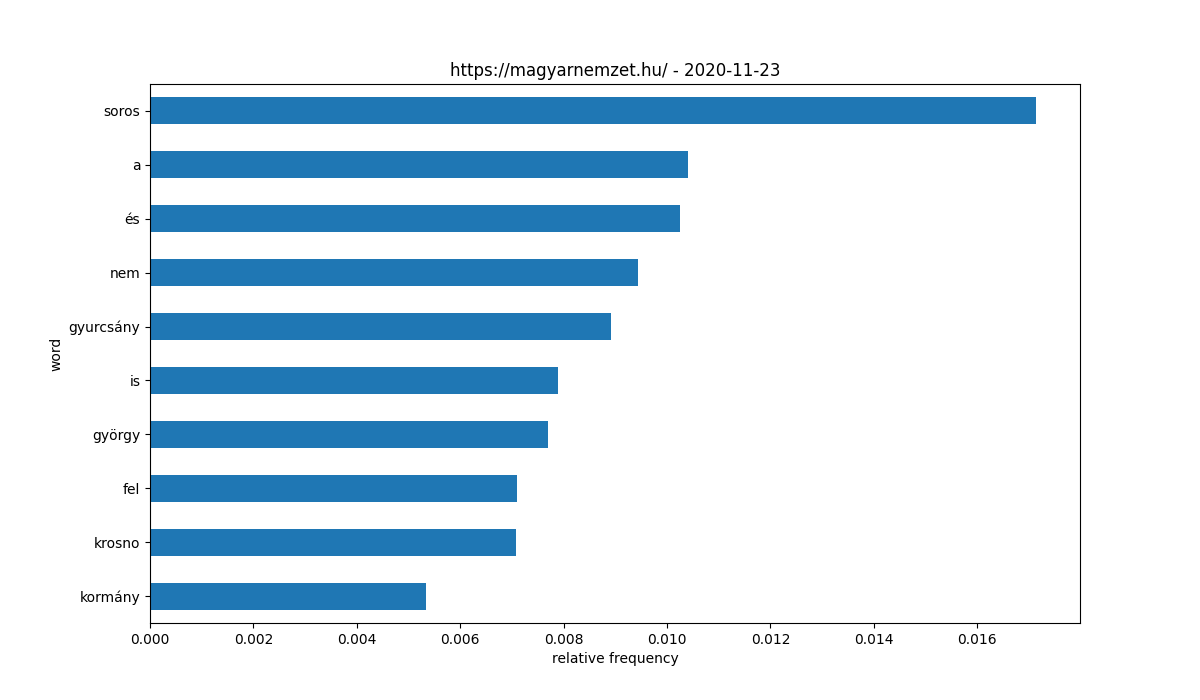 https://magyarnemzet.hu/ - 2020-11-23
soros
a
és
nem
gyurcsány
is
györgy
fel
krosno
kormány
word
0.000 0.002 0.004 0.006 0.008 0.010 0.012 0.014 0.016
relative frequency